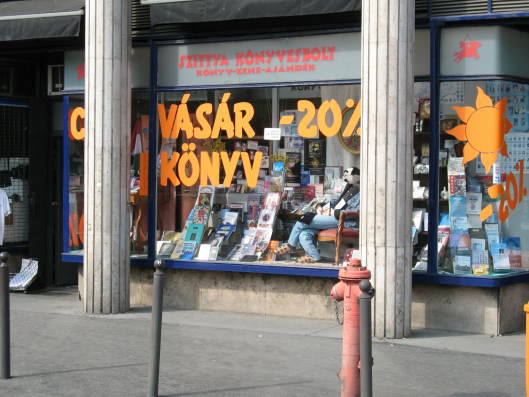 SZITTYA KÖNYVESBOLT
KÖNYV-ZENE-AJÁNDÉK
VÁSÁR -20%
KÖNYV
-20%